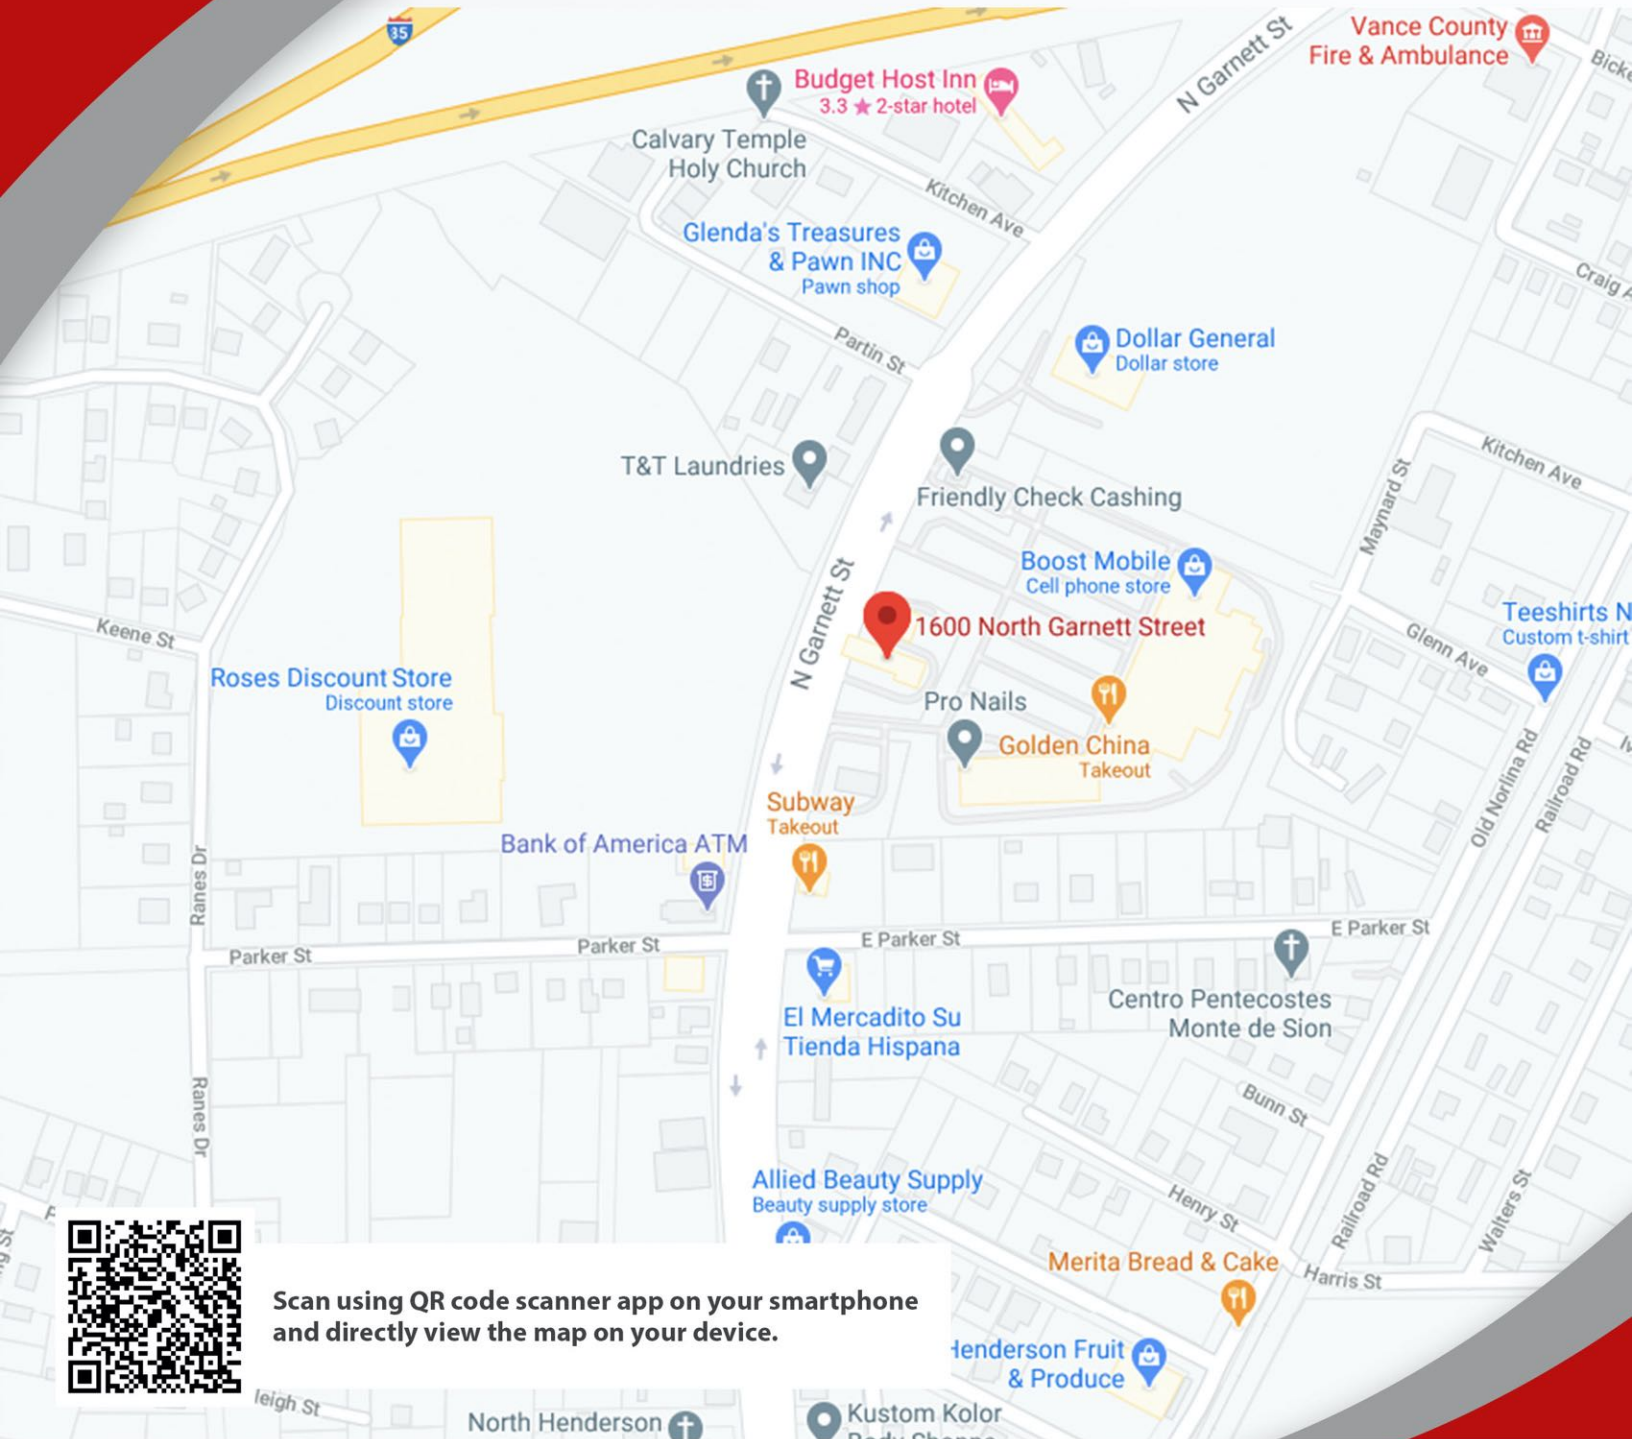 85
N Garnett St
Vance County
Fire & Ambulance
Budget Host Inn
3.3 ★ 2-star hotel
Calvary Temple
Holy Church
Kitchen Ave
Glenda's Treasures
& Pawn INC
Pawn shop
Craig
Partin St
Dollar General
Dollar store
T&T Laundries
Friendly Check Cashing
Kitchen Ave
Maynard St
N Garnett St
Boost Mobile
Cell phone store
1600 North Garnett Street
Teeshirts N
Custom t-shirt
Keene St
Glenn Ave
Roses Discount Store
Discount store
Pro Nails
Golden China
Takeout
Old Norlina Rd
Railroad Rd
Subway
Takeout
Bank of America ATM
Ranes Dr
Parker St
Parker St
E Parker St
E Parker St
El Mercadito Su
Tienda Hispana
Centro Pentecostes
Monte de Sion
Ranes Dr
Bunn St
Allied Beauty Supply
Beauty supply store
Henry St
Railroad Rd
Walters St
Merita Bread & Cake
Harris St
Scan using QR code scanner app on your smartphone
and directly view the map on your device.
Henderson Fruit
& Produce
leigh St
North Henderson
Kustom Kolor